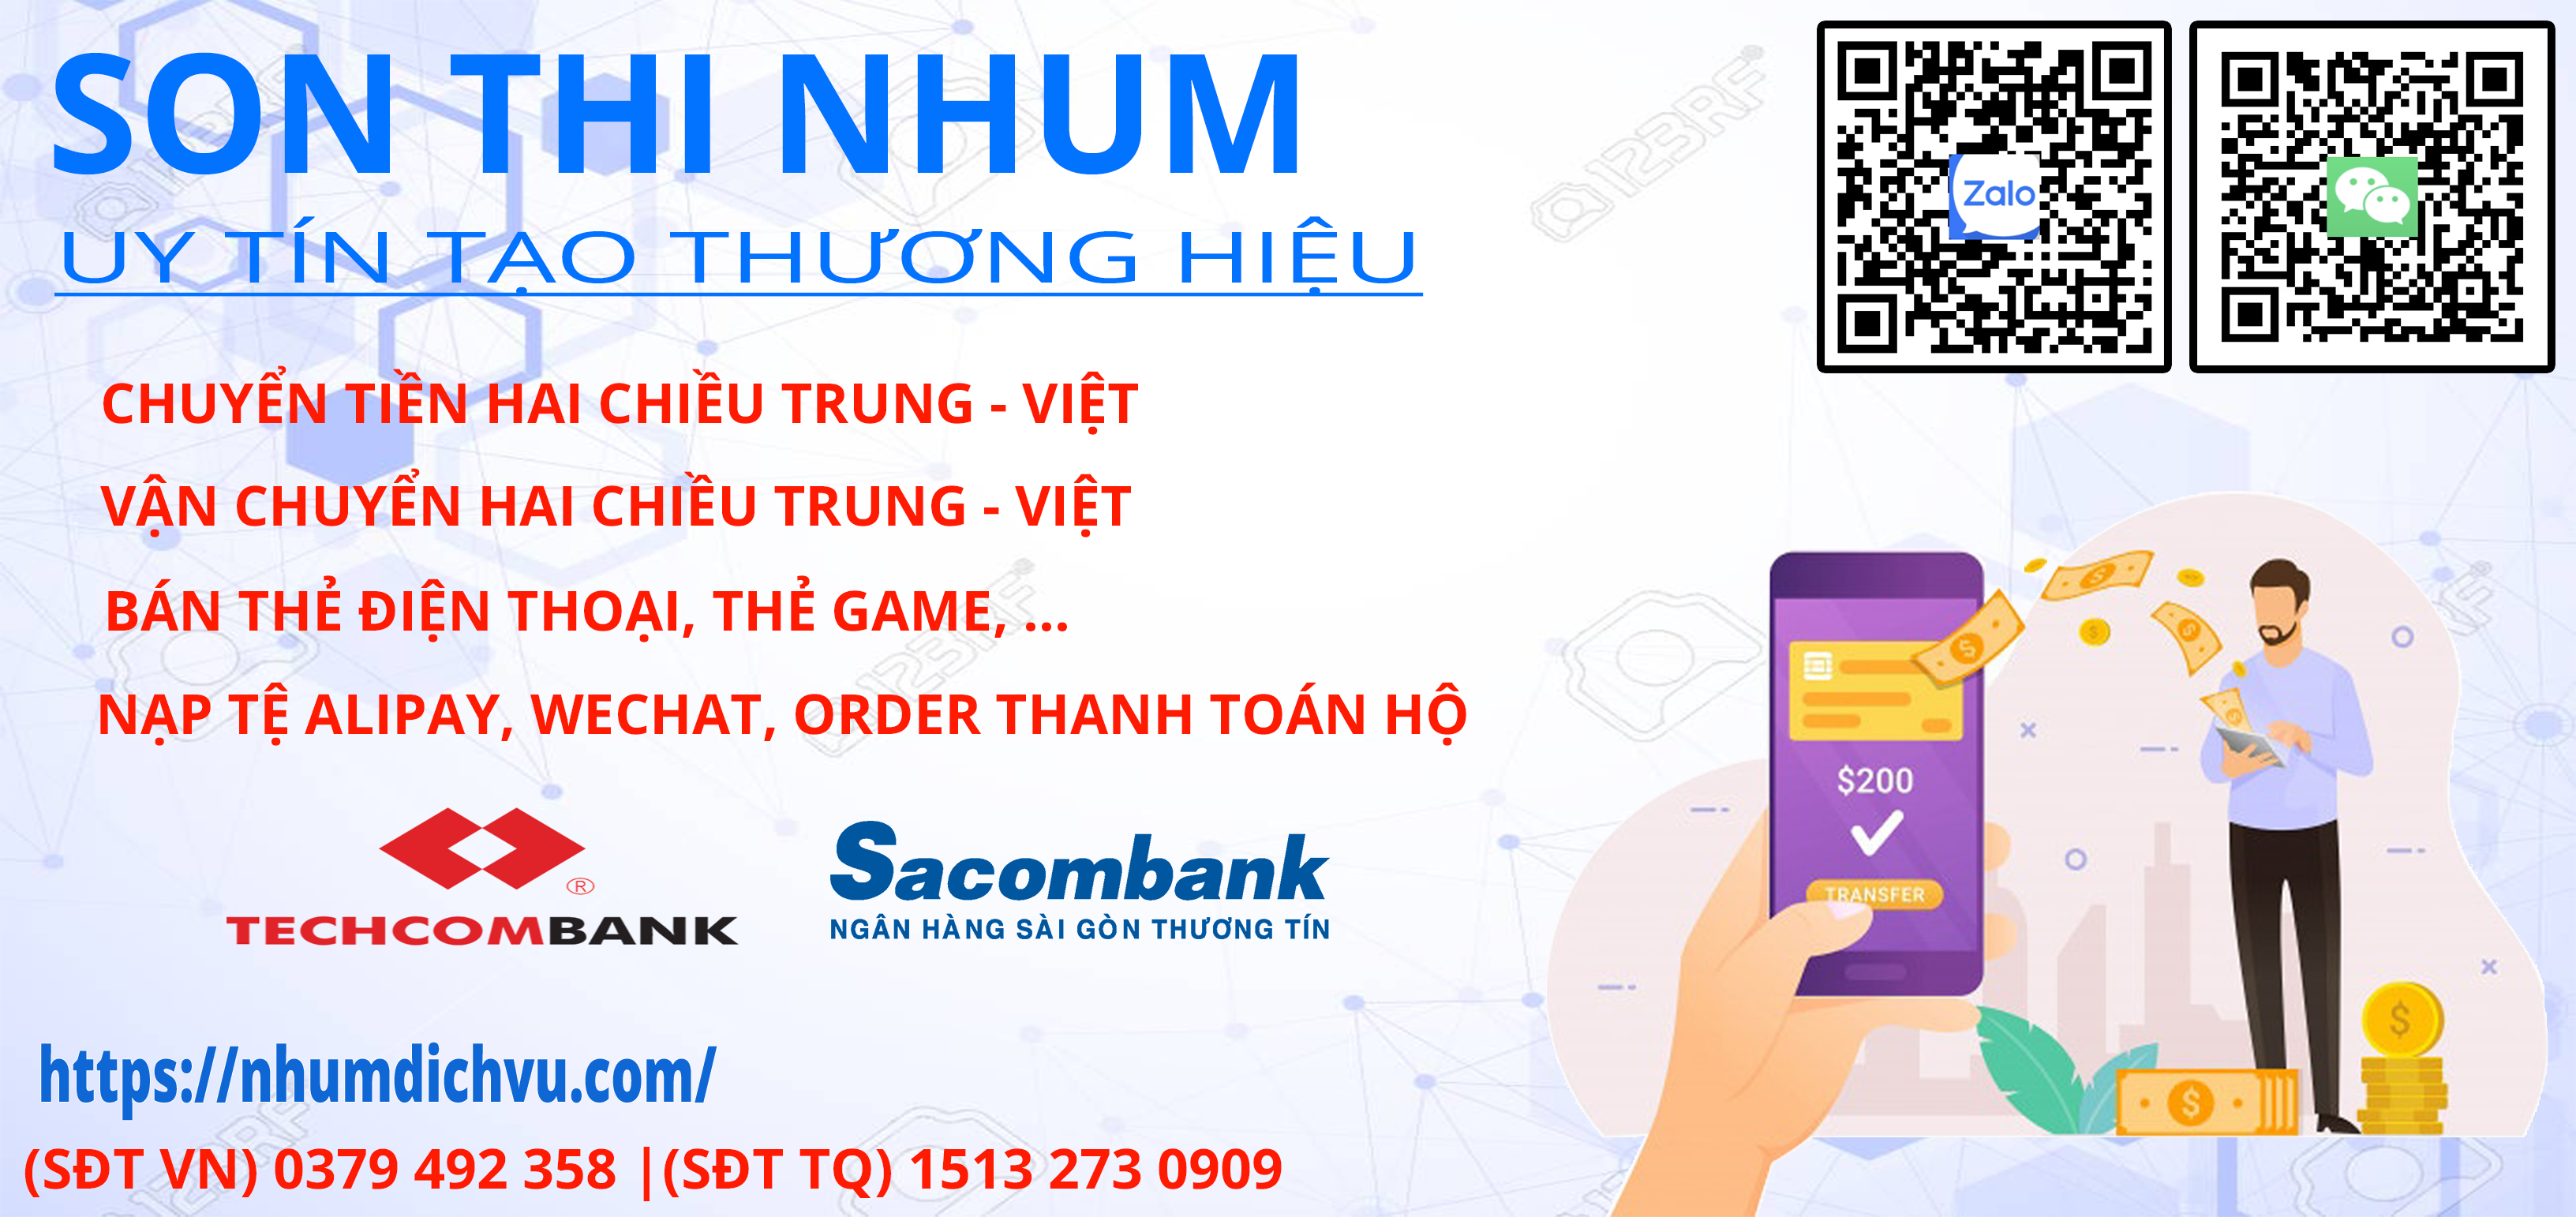 SON THI NHUM
UY TÍN TẠO THƯƠNG HIỆU
Zalo
CHUYỂN TIỀN HAI CHIỀU TRUNG - VIỆT
VẬN CHUYỂN HAI CHIỀU TRUNG - VIỆT
BÁN THẺ ĐIỆN THOẠI, THẺ GAME, ...
NẠP TỆ ALIPAY, WECHAT, ORDER THANH TOÁN HỘ
$200
TRANSFER
®
TECHCOMBANK
Sacombank
NGÂN HÀNG SÀI GÒN THƯƠNG TÍN
https://nhumdichvu.com/
(SĐT VN) 0379 492 358 |(SĐT TQ) 1513 273 0909
123RF®
123RF®